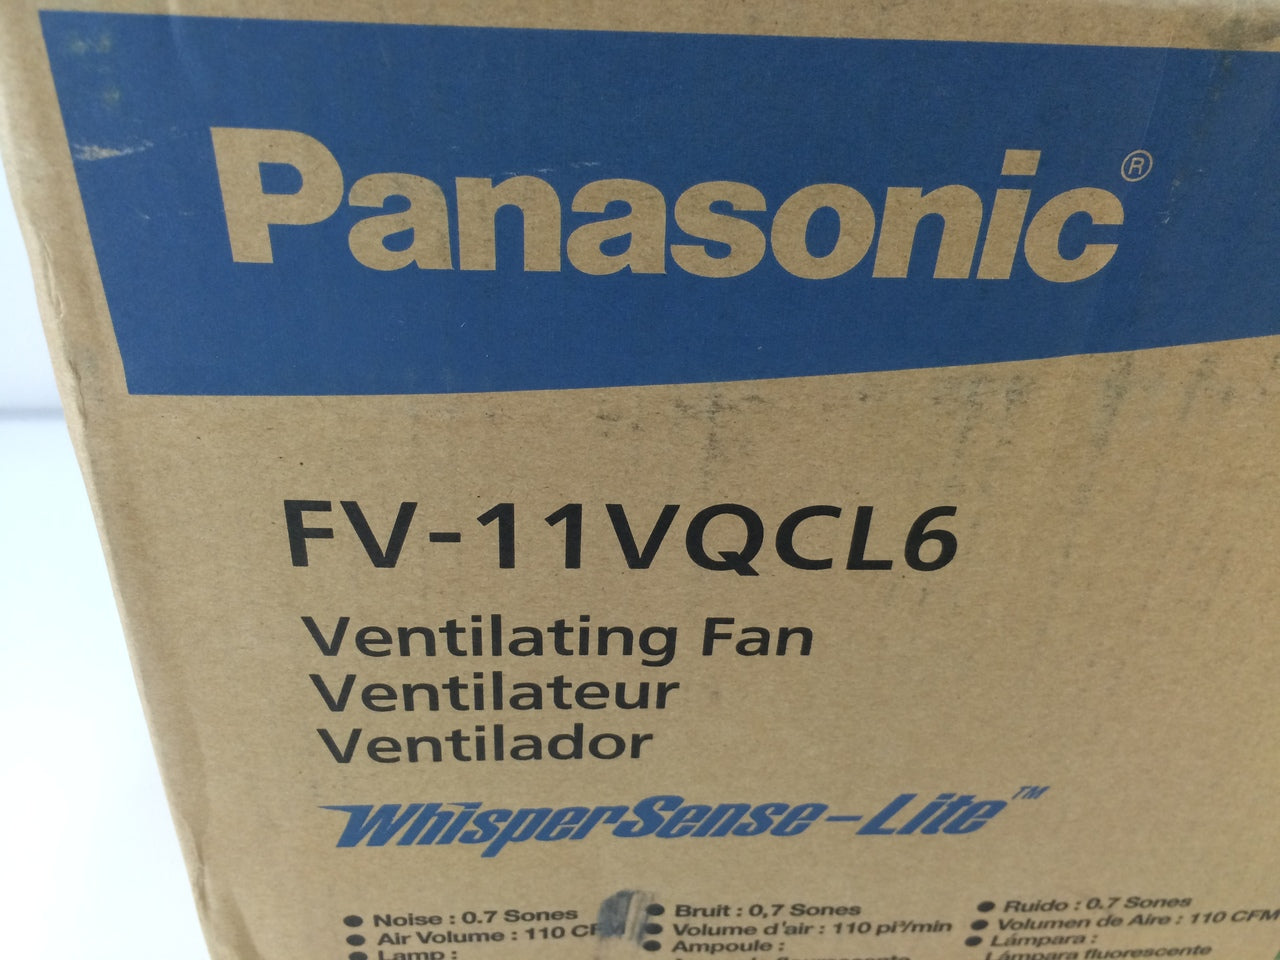 Panasonic®
FV-11VQCL6
Ventilating Fan
Ventilateur
Ventilador
WhisperSense-Lite™
● Noise : 0.7 Sones
● Air Volume : 110 CFM
● Lamp :
● Bruit : 0,7 Sones
● Volume d'air : 110 pi³/min
● Ampoule :
● Ruido : 0.7 Sones
● Volumen de Aire : 110 CFM
● Lámpara :
Lámpara fluorescente